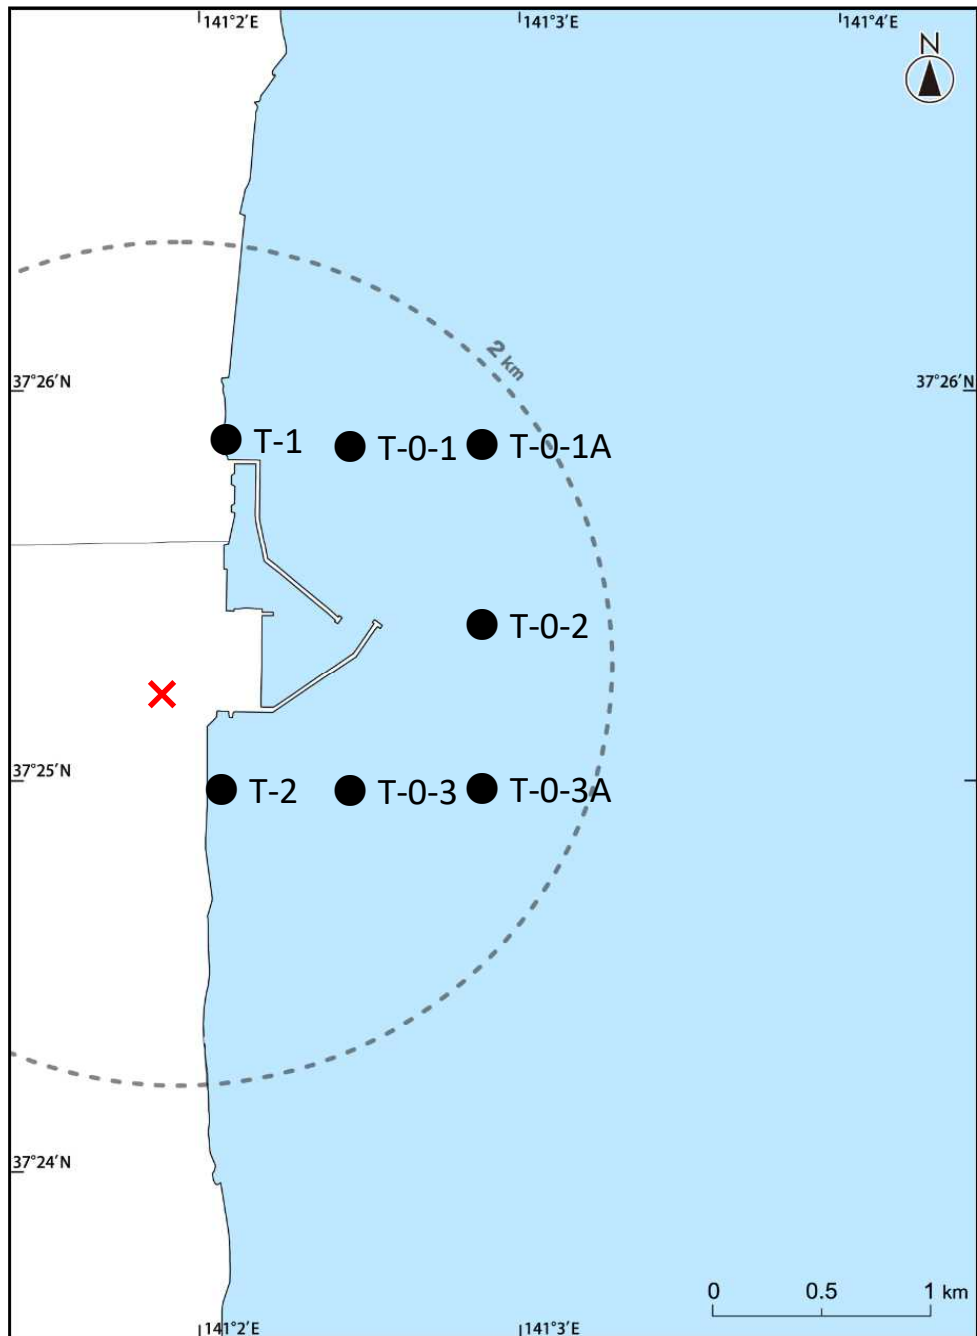 141°2′E
141°3′E
141°4′E
N
2 km
37°26′N
37°26′N
T-1
T-0-1
T-0-1A
T-0-2
37°25′N
T-2
T-0-3
T-0-3A
37°24′N
0 0.5 1 km
141°2′E
141°3′E